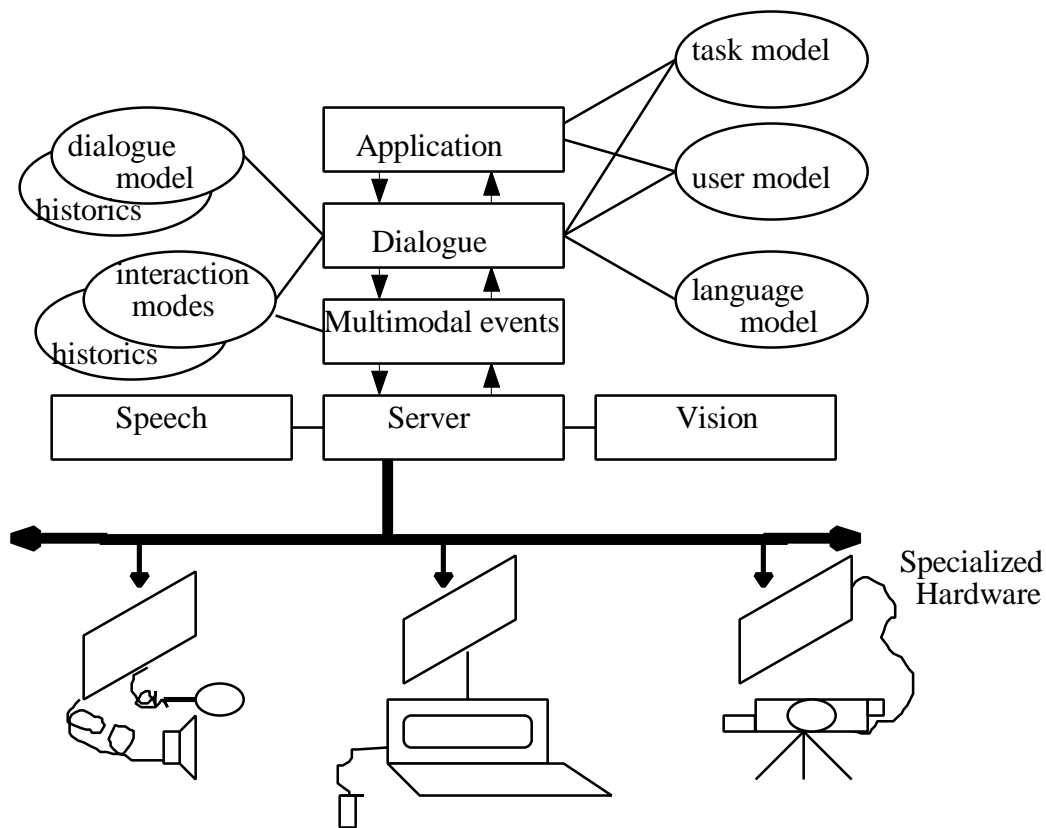 task model
dialogue
model
historics
Application
user model
Dialogue
interaction
modes
historics
language
model
Multimodal events
Speech
Server
Vision
Specialized
Hardware